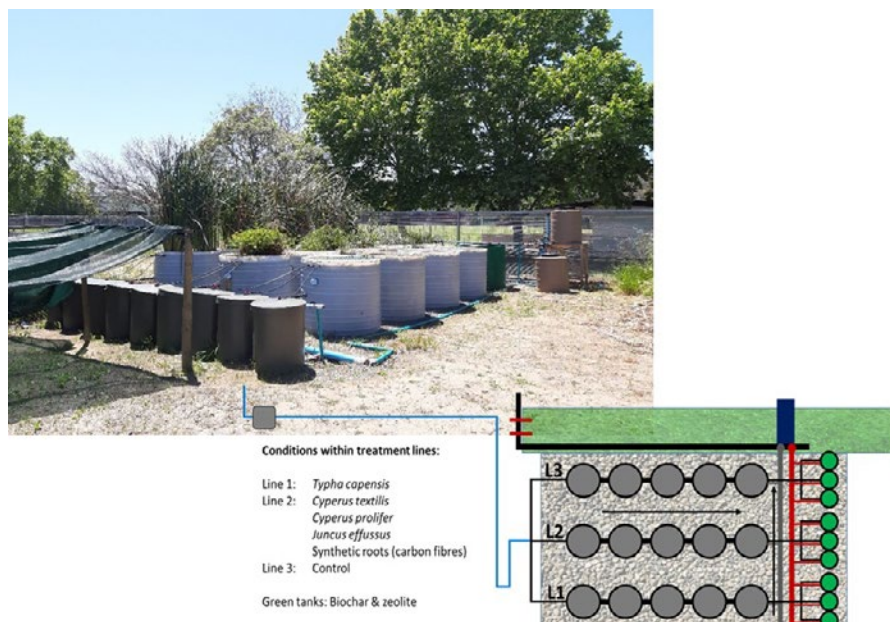 Conditions within treatment lines:
Line 1: Typha capensis
Line 2: Cyperus textilis
Cyperus prolifer
Juncus effussus
Synthetic roots (carbon fibres)
Line 3: Control
Green tanks: Biochar & zeolite
L3
L2
L1